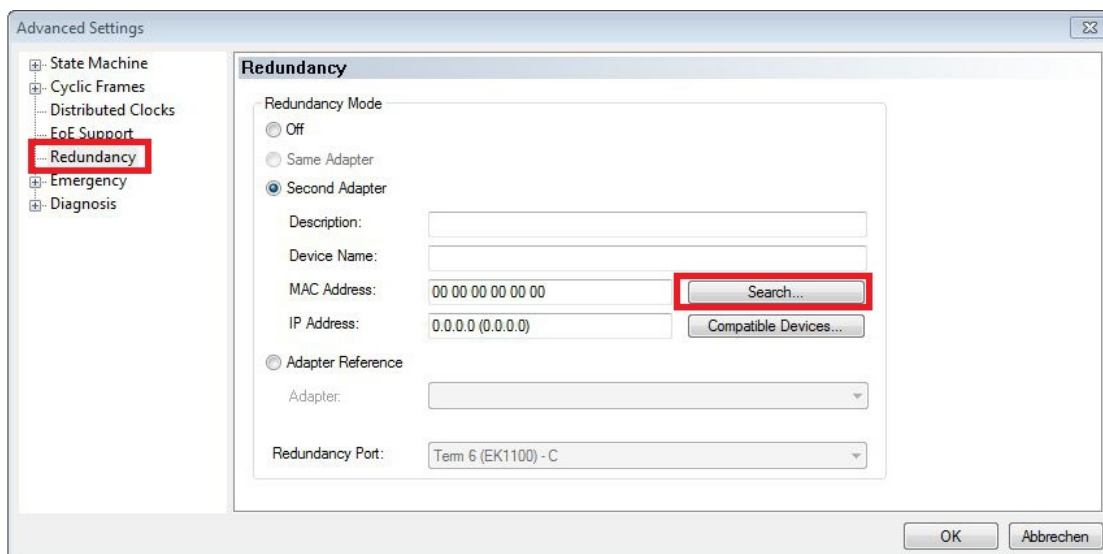 Advanced Settings
State Machine
Cyclic Frames
Distributed Clocks
EoE Support
Redundancy
Emergency
Diagnosis
Redundancy
Redundancy Mode
Off
Same Adapter
Second Adapter
Description:
Device Name:
MAC Address: 00 00 00 00 00 00 Search...
IP Address: 0.0.0.0 (0.0.0.0) Compatible Devices...
Adapter Reference
Adapter:
Redundancy Port: Term 6 (EK1100) - C
OK Abbrechen